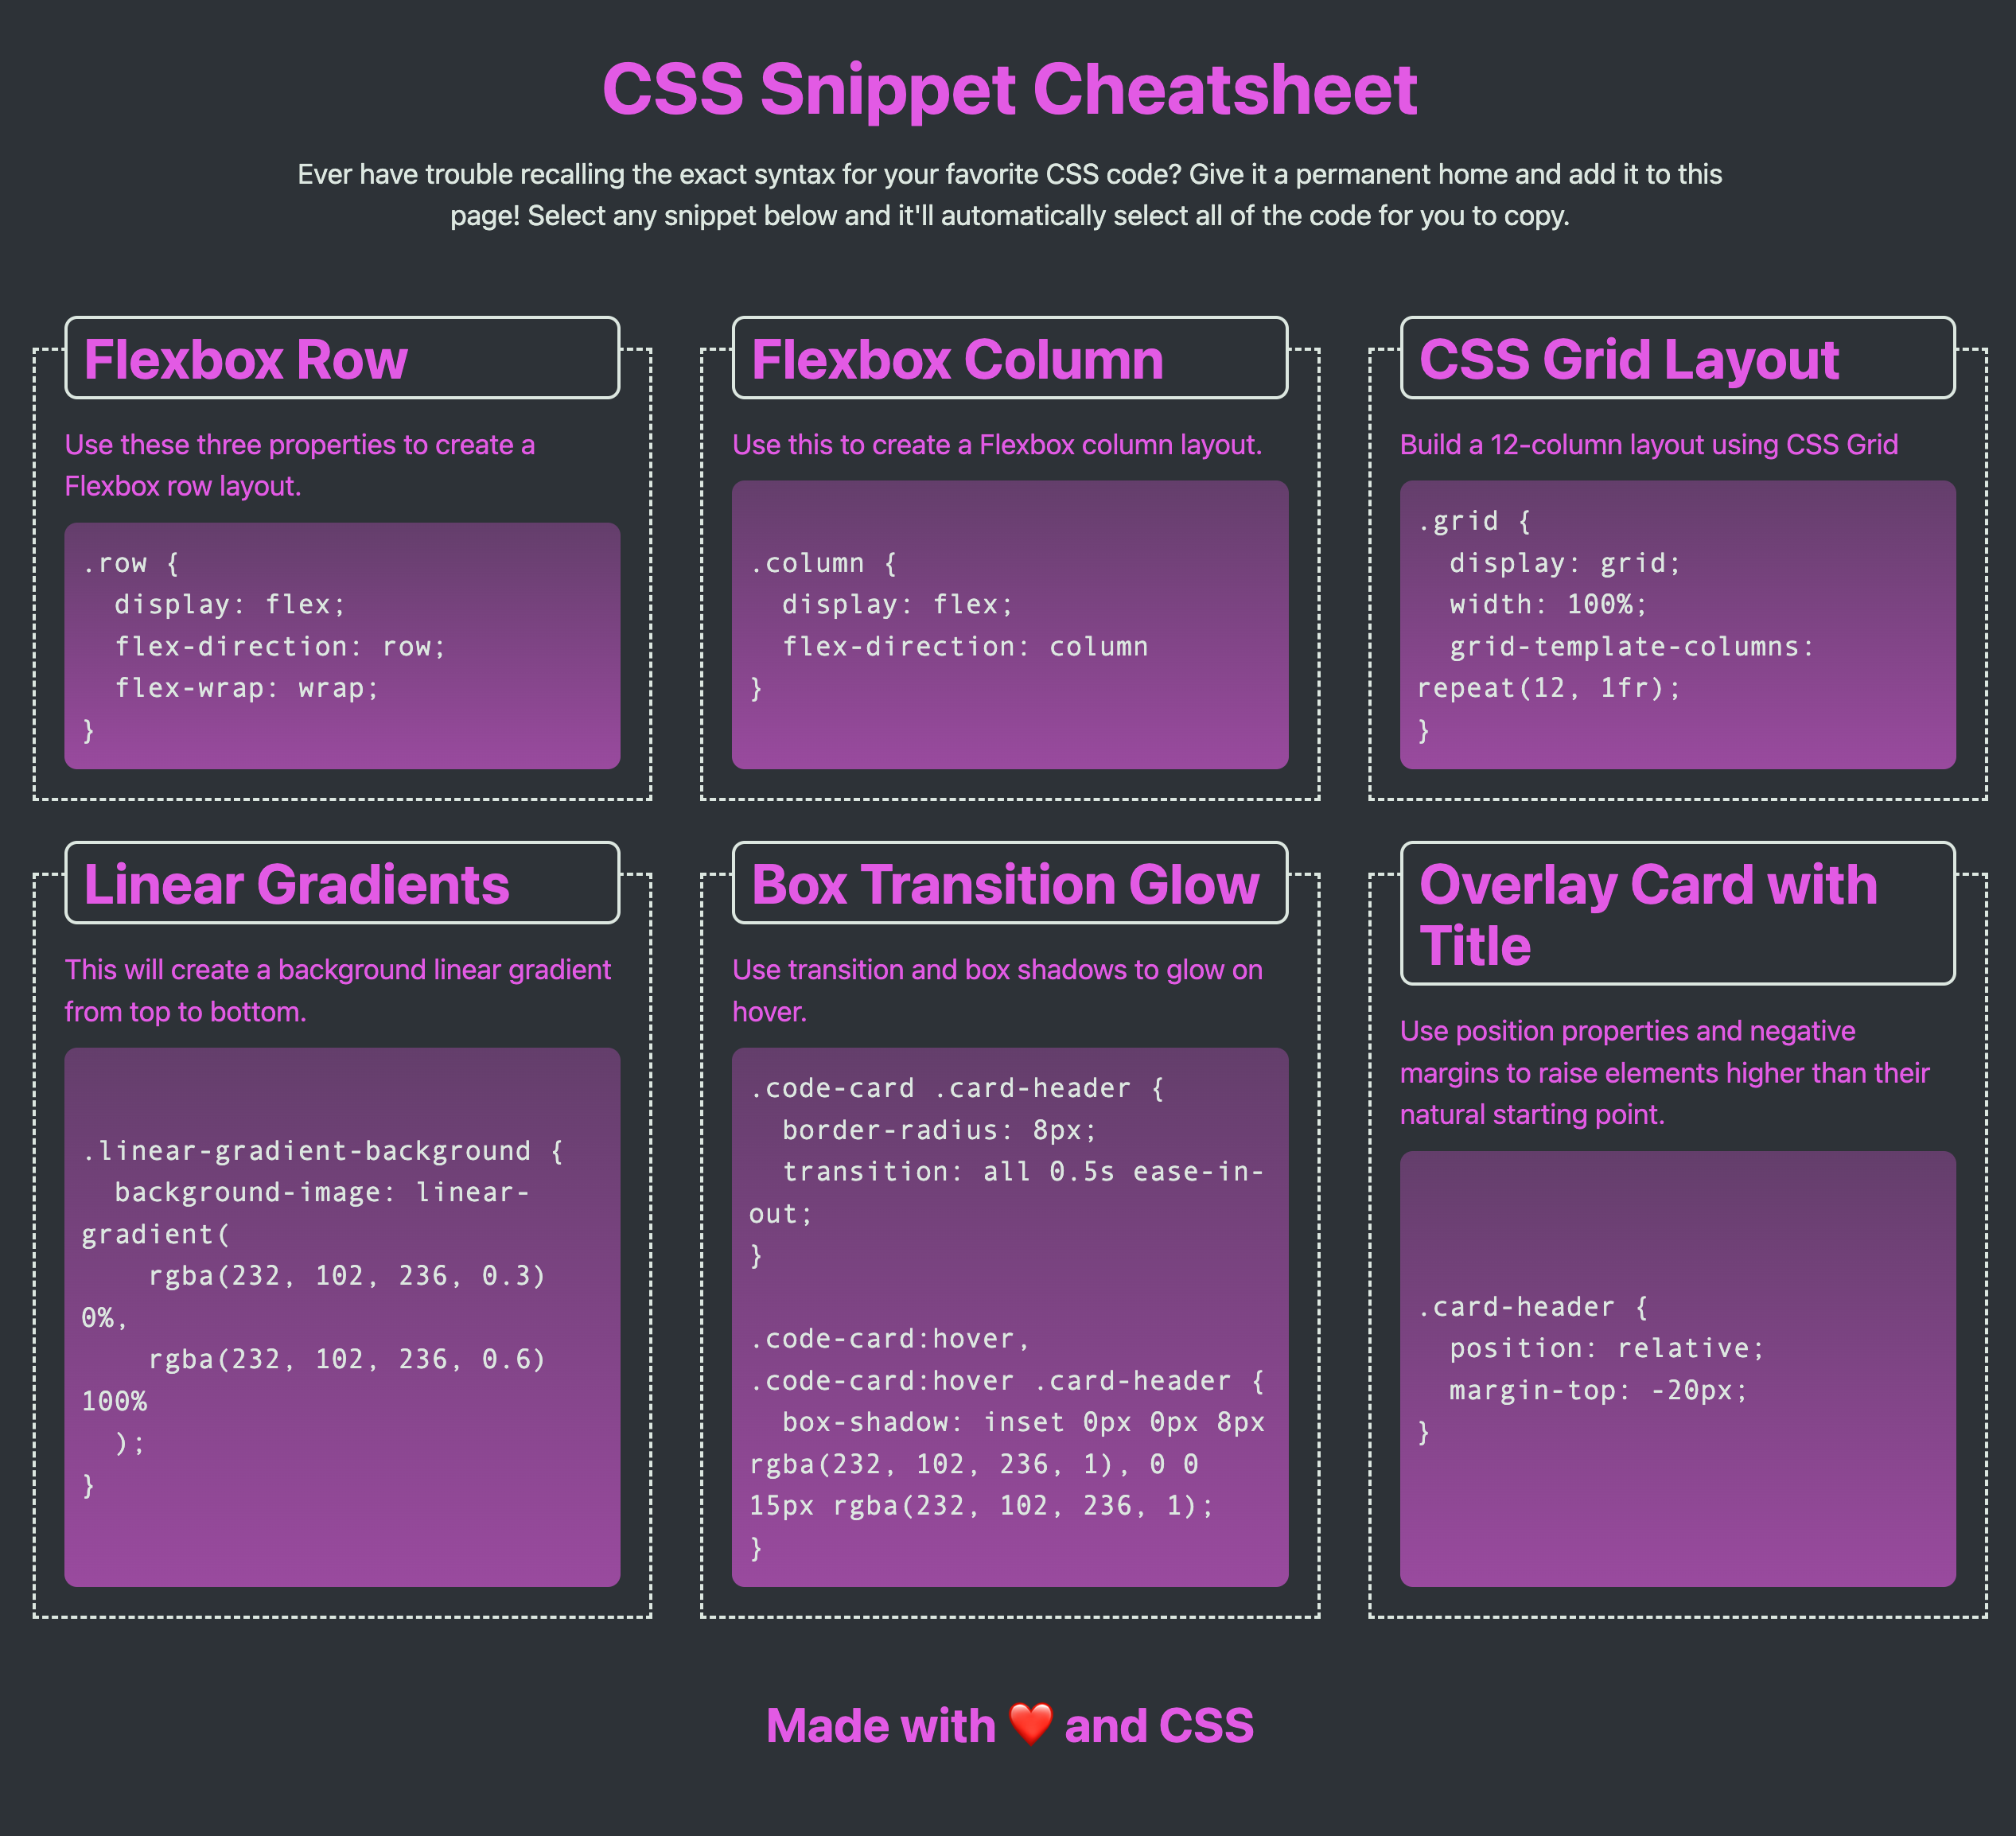 CSS Snippet Cheatsheet
Ever have trouble recalling the exact syntax for your favorite CSS code? Give it a permanent home and add it to this
page! Select any snippet below and it'll automatically select all of the code for you to copy.
Flexbox Row
Use these three properties to create a
Flexbox row layout.
.row {
  display: flex;
  flex-direction: row;
  flex-wrap: wrap;
}
Flexbox Column
Use this to create a Flexbox column layout.
.column {
  display: flex;
  flex-direction: column
}
CSS Grid Layout
Build a 12-column layout using CSS Grid
.grid {
  display: grid;
  width: 100%;
  grid-template-columns:
repeat(12, 1fr);
}
Linear Gradients
This will create a background linear gradient
from top to bottom.
.linear-gradient-background {
  background-image: linear-
gradient(
    rgba(232, 102, 236, 0.3)
0%,
    rgba(232, 102, 236, 0.6)
100%
  );
}
Box Transition Glow
Use transition and box shadows to glow on
hover.
.code-card .card-header {
  border-radius: 8px;
  transition: all 0.5s ease-in-
out;
}
.code-card:hover,
.code-card:hover .card-header {
  box-shadow: inset 0px 0px 8px
rgba(232, 102, 236, 1), 0 0
15px rgba(232, 102, 236, 1);
}
Overlay Card with
Title
Use position properties and negative
margins to raise elements higher than their
natural starting point.
.card-header {
  position: relative;
  margin-top: -20px;
}
Made with ❤️ and CSS